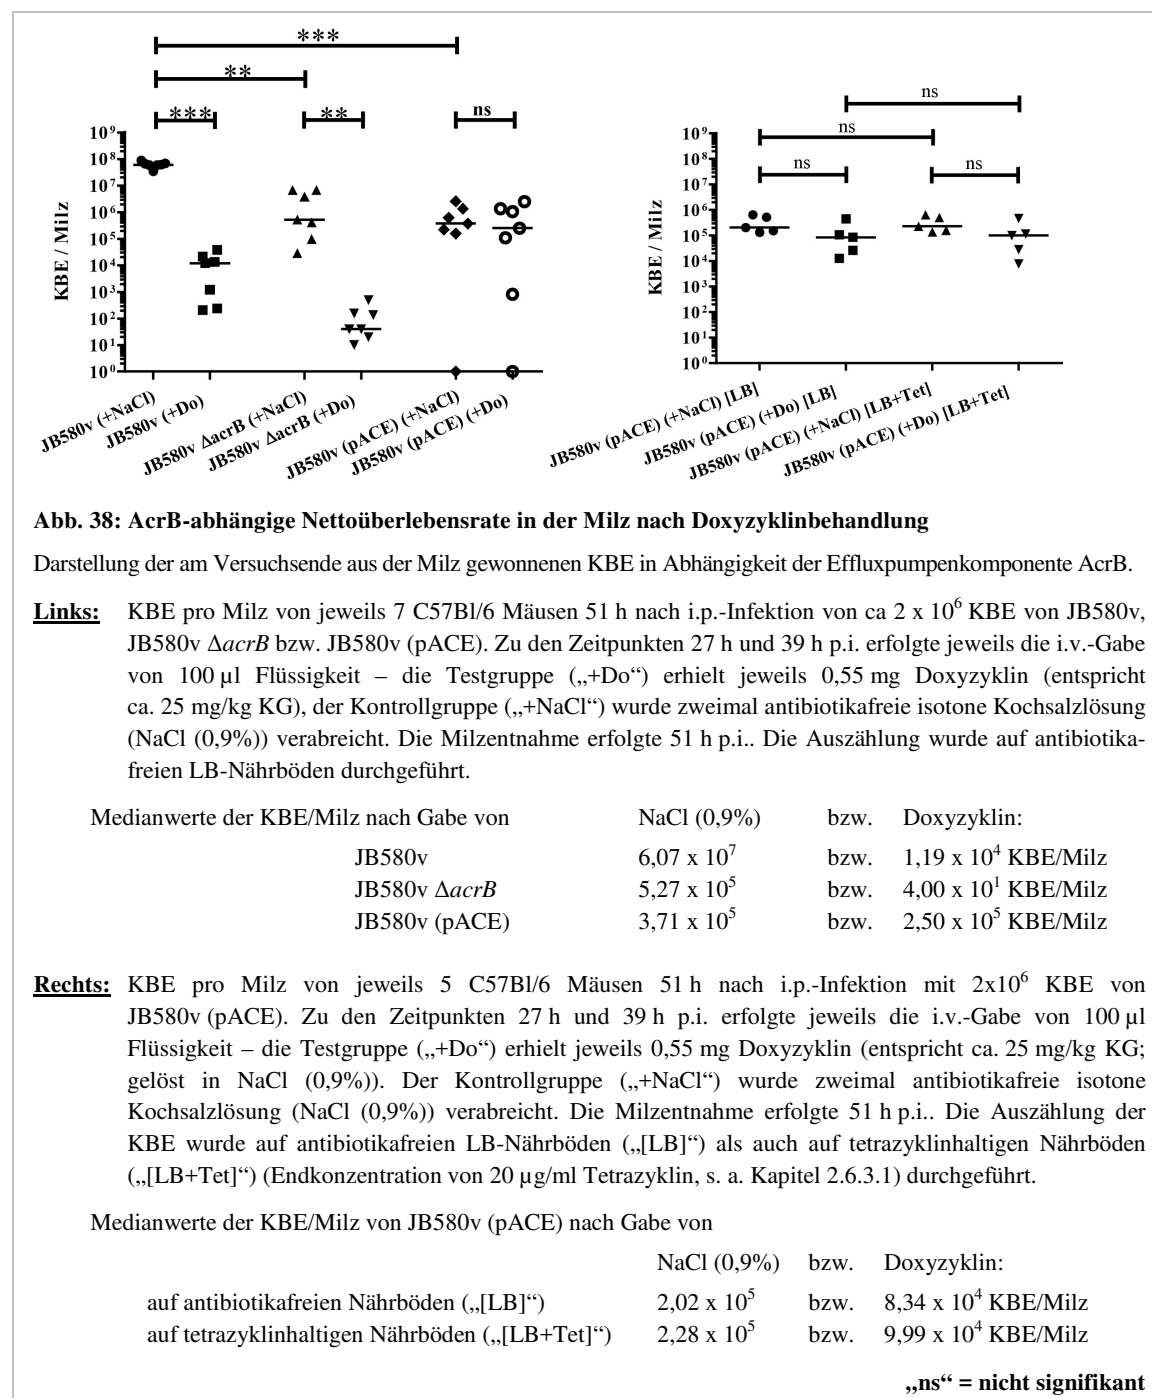 ***
**
***
**
ns
10⁹
10⁸
10⁷
10⁶
10⁵
10⁴
10³
10²
10¹
10⁰
KBE / Milz
JB580v (+NaCl)
JB580v (+Do)
JB580v ΔacrB (+NaCl)
JB580v ΔacrB (+Do)
JB580v (pACE) (+NaCl)
JB580v (pACE) (+Do)
ns
ns
ns
ns
10⁹
10⁸
10⁷
10⁶
10⁵
10⁴
10³
10²
10¹
10⁰
KBE / Milz
JB580v (pACE) (+NaCl) [LB]
JB580v (pACE) (+Do) [LB]
JB580v (pACE) (+NaCl) [LB+Tet]
JB580v (pACE) (+Do) [LB+Tet]
Abb. 38: AcrB-abhängige Nettoüberlebensrate in der Milz nach Doxyzyklinbehandlung
Darstellung der am Versuchsende aus der Milz gewonnenen KBE in Abhängigkeit der Effluxpumpenkomponente AcrB.
Links: KBE pro Milz von jeweils 7 C57Bl/6 Mäusen 51 h nach i.p.-Infektion von ca 2 x 10⁶ KBE von JB580v,
JB580v ΔacrB bzw. JB580v (pACE). Zu den Zeitpunkten 27 h und 39 h p.i. erfolgte jeweils die i.v.-Gabe
von 100 µl Flüssigkeit – die Testgruppe („+Do“) erhielt jeweils 0,55 mg Doxyzyklin (entspricht
ca. 25 mg/kg KG), der Kontrollgruppe („+NaCl“) wurde zweimal antibiotikafreie isotone Kochsalzlösung
(NaCl (0,9%)) verabreicht. Die Milzentnahme erfolgte 51 h p.i.. Die Auszählung wurde auf antibiotika-
freien LB-Nährböden durchgeführt.
Medianwerte der KBE/Milz nach Gabe von NaCl (0,9%) bzw. Doxyzyklin:
JB580v 6,07 x 10⁷ bzw. 1,19 x 10⁴ KBE/Milz
JB580v ΔacrB 5,27 x 10⁵ bzw. 4,00 x 10¹ KBE/Milz
JB580v (pACE) 3,71 x 10⁵ bzw. 2,50 x 10⁵ KBE/Milz
Rechts: KBE pro Milz von jeweils 5 C57Bl/6 Mäusen 51 h nach i.p.-Infektion mit 2x10⁶ KBE von
JB580v (pACE). Zu den Zeitpunkten 27 h und 39 h p.i. erfolgte jeweils die i.v.-Gabe von 100 µl
Flüssigkeit – die Testgruppe („+Do“) erhielt jeweils 0,55 mg Doxyzyklin (entspricht ca. 25 mg/kg KG;
gelöst in NaCl (0,9%)). Der Kontrollgruppe („+NaCl“) wurde zweimal antibiotikafreie isotone
Kochsalzlösung (NaCl (0,9%)) verabreicht. Die Milzentnahme erfolgte 51 h p.i.. Die Auszählung der
KBE wurde auf antibiotikafreien LB-Nährböden („[LB]“) als auch auf tetrazyklinhaltigen Nährböden
(„[LB+Tet]“) (Endkonzentration von 20 µg/ml Tetrazyklin, s. a. Kapitel 2.6.3.1) durchgeführt.
Medianwerte der KBE/Milz von JB580v (pACE) nach Gabe von
NaCl (0,9%) bzw. Doxyzyklin:
auf antibiotikafreien Nährböden („[LB]“) 2,02 x 10⁵ bzw. 8,34 x 10⁴ KBE/Milz
auf tetrazyklinhaltigen Nährböden („[LB+Tet]“) 2,28 x 10⁵ bzw. 9,99 x 10⁴ KBE/Milz
„ns“ = nicht signifikant